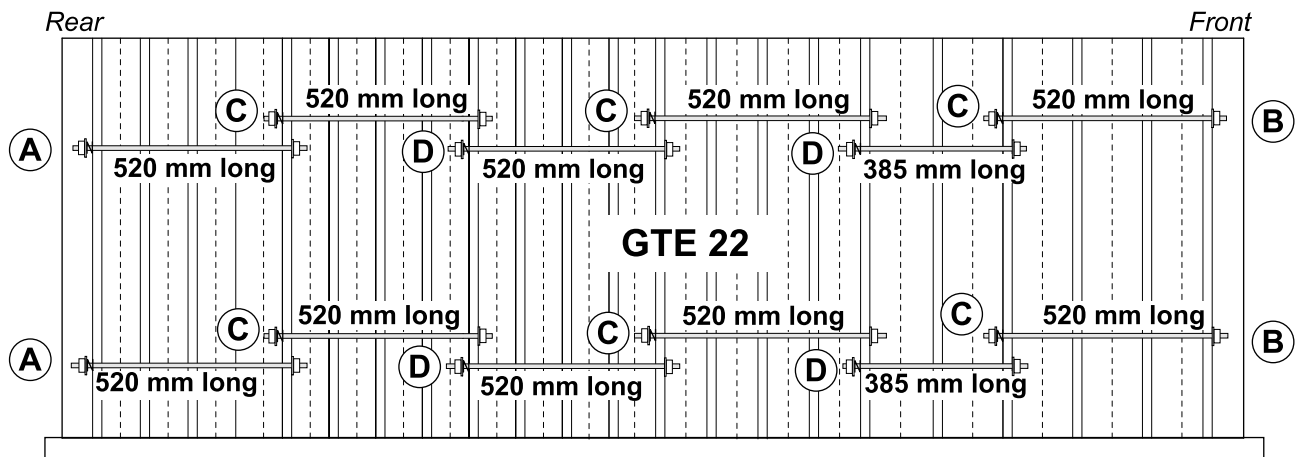 Rear Front
C 520 mm long C 520 mm long C 520 mm long B
A 520 mm long D 520 mm long D 385 mm long
GTE 22
C 520 mm long C 520 mm long C 520 mm long B
A 520 mm long D 520 mm long D 385 mm long